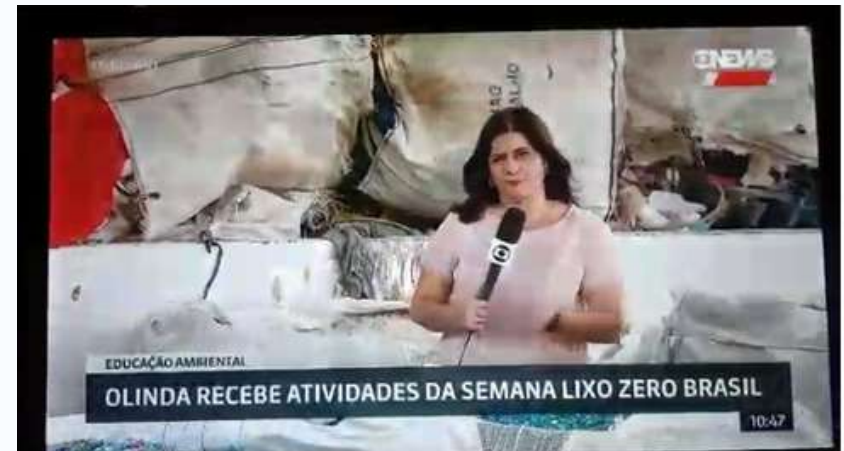 GNEWS
EDUCAÇÃO AMBIENTAL
OLINDA RECEBE ATIVIDADES DA SEMANA LIXO ZERO BRASIL
10:47